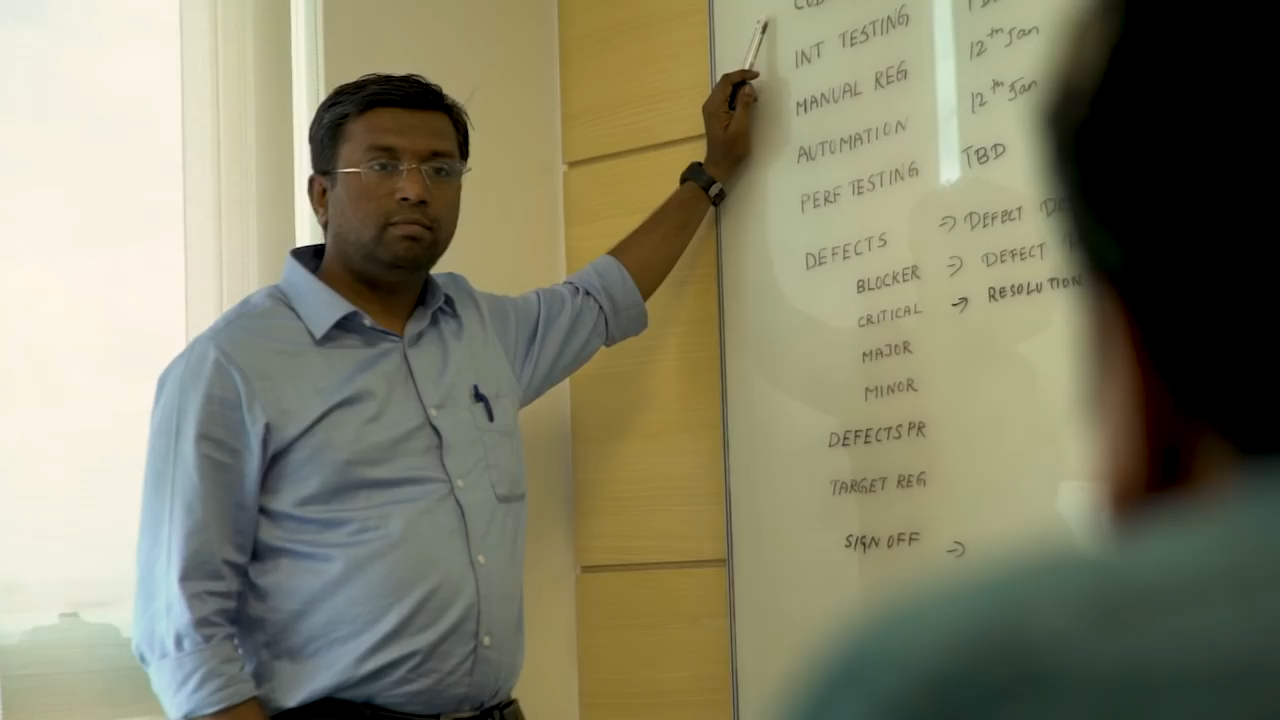 INT TESTING 12th Jan
MANUAL REG 12th Jan
AUTOMATION
PERF TESTING TBD
DEFECTS → DEFECT
BLOCKER → DEFECT
CRITICAL → RESOLUTION
MAJOR
MINOR
DEFECTS PR
TARGET REG
SIGN OFF →